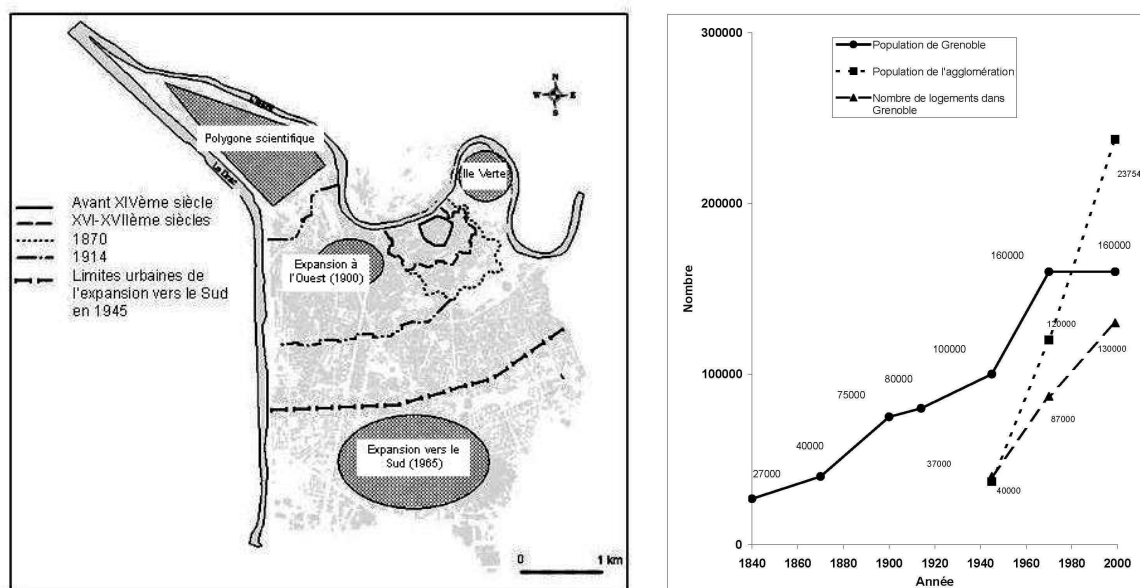 N
W E
S
L'Isère
Polygone scientifique
Le Drac
Ile Verte
Avant XIVème siècle
XVI-XVIIème siècles
1870
1914
Limites urbaines de
l'expansion vers le Sud
en 1945
Expansion à
l'Ouest (1900)
Expansion vers le
Sud (1965)
0 1 km
300000
200000
100000
0
Nombre
Population de Grenoble
Population de l'agglomération
Nombre de logements dans
Grenoble
23754
160000
160000
120000
100000
130000
80000
75000
87000
40000
37000
27000
40000
1840 1860 1880 1900 1920 1940 1960 1980 2000
Année